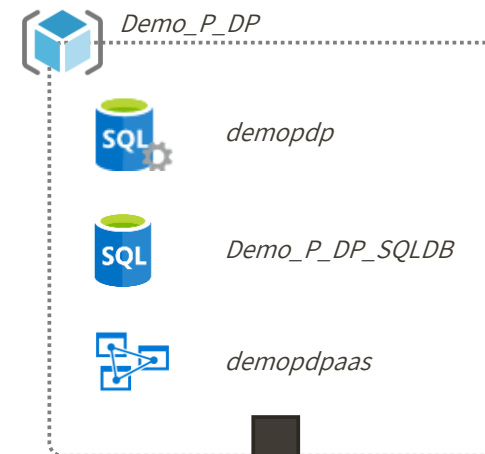 Demo_P_DP
SQL
demopdp
SQL
Demo_P_DP_SQLDB
demopdpaas